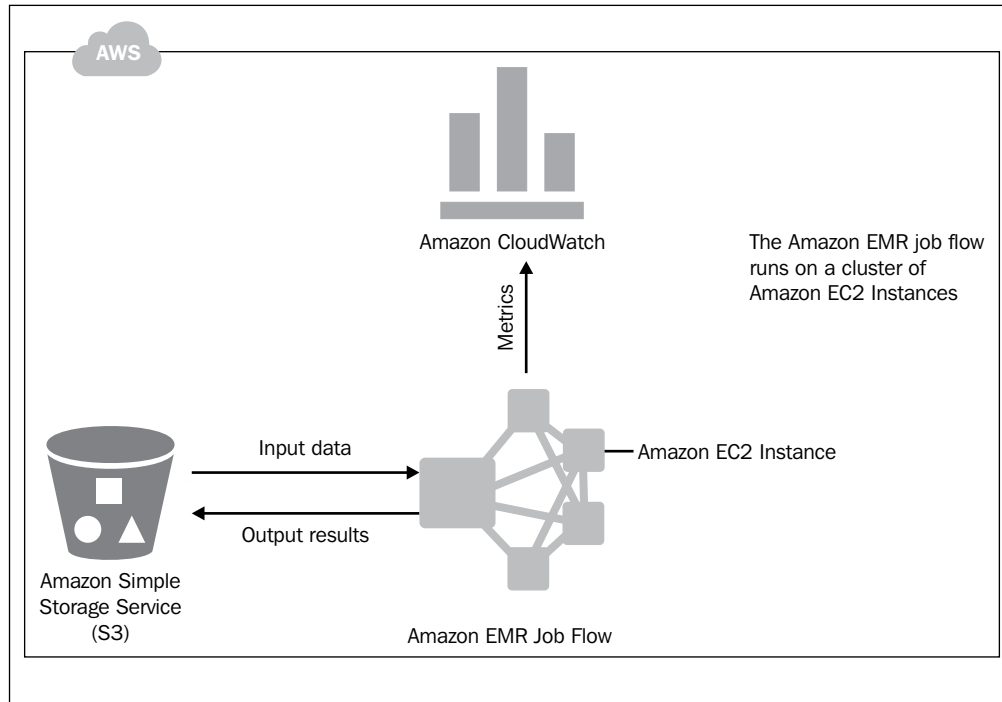 AWS
Amazon CloudWatch
The Amazon EMR job flow
runs on a cluster of
Amazon EC2 Instances
Metrics
Input data
Amazon EC2 Instance
Output results
Amazon Simple
Storage Service
(S3)
Amazon EMR Job Flow